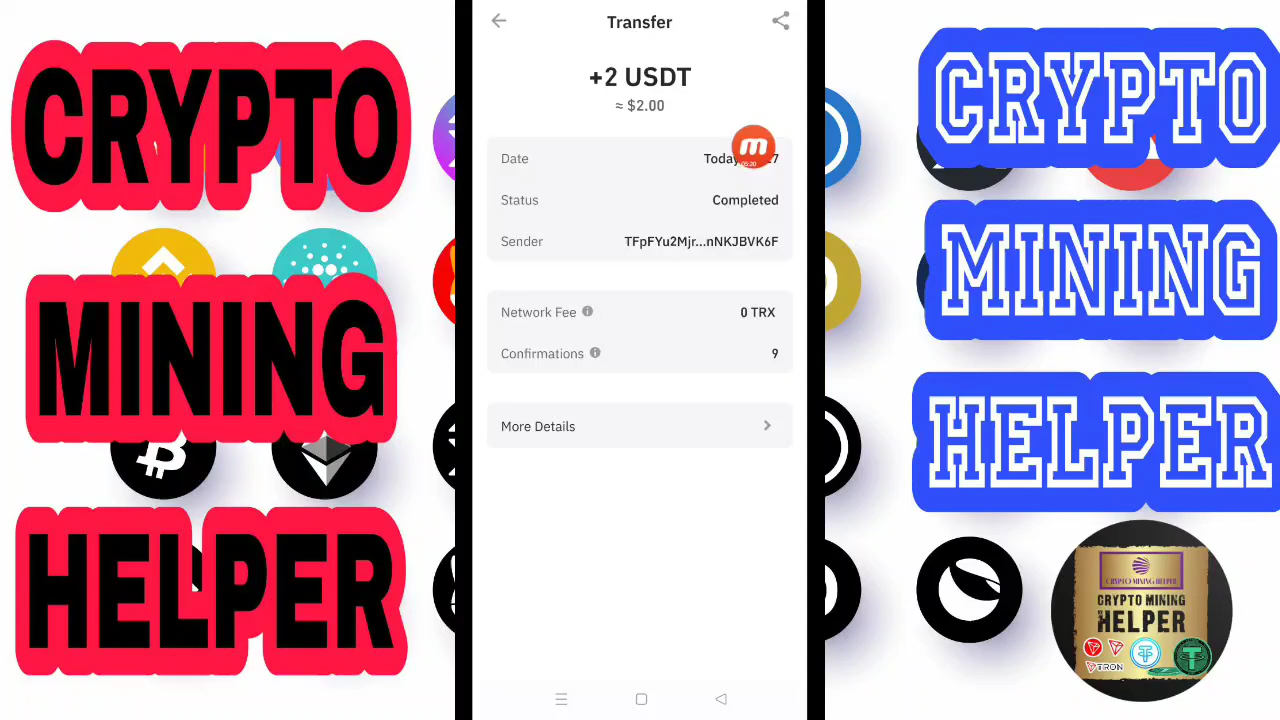 CRYPTO
MINING
HELPER
Transfer
+2 USDT
≈ $2.00
Date
Status Completed
Sender TFpFYu2Mjr...nNKJBVK6F
Network Fee 0 TRX
Confirmations 9
More Details
CRYPTO
MINING
HELPER
CRYPTO MINING HELPER
CRYPTO MINING
HELPER
TRON